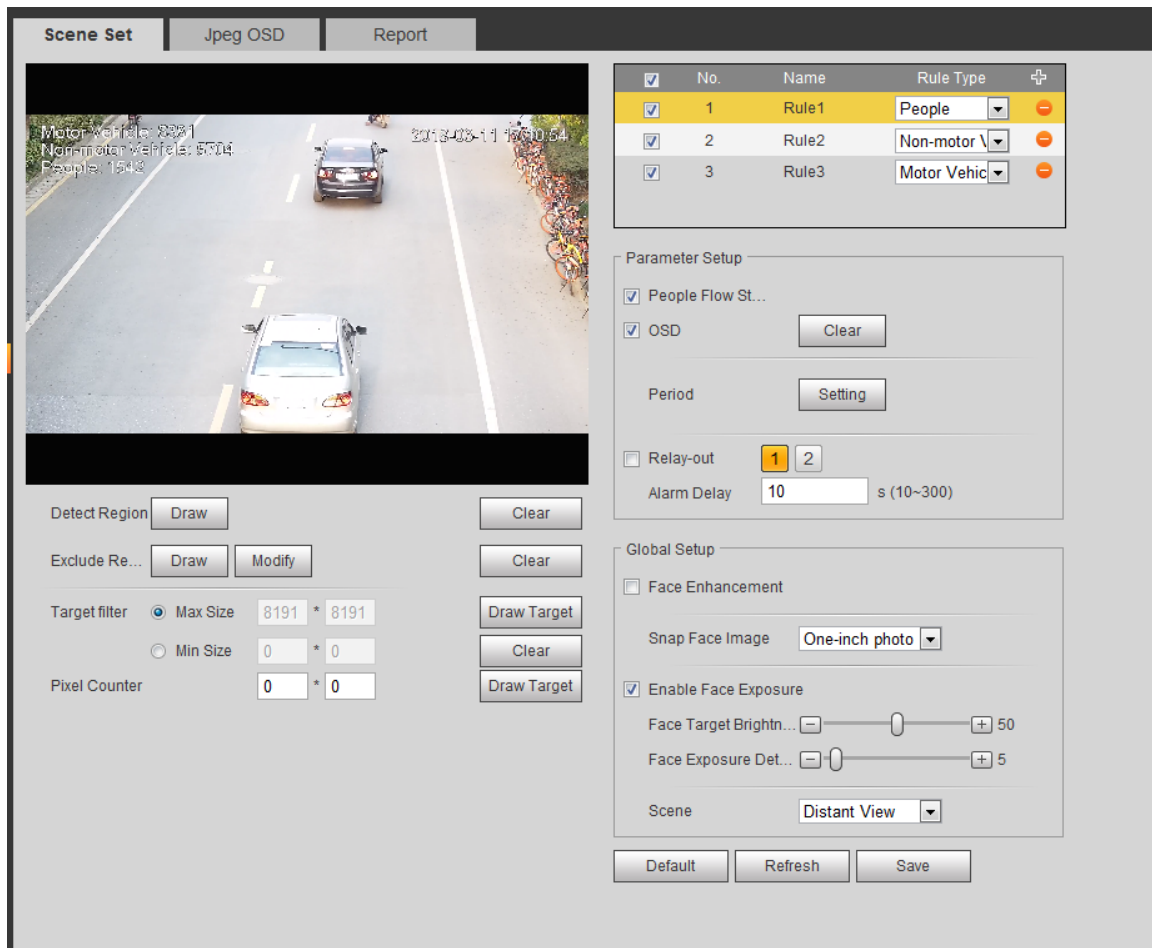 Scene Set Jpeg OSD Report
Motor Vehicle: 8381
Non-motor Vehicle: 5704
People: 1542
No. Name Rule Type
1 Rule1 People
2 Rule2 Non-motor V
3 Rule3 Motor Vehic
Parameter Setup
People Flow St...
OSD Clear
Period Setting
Relay-out 1 2
Alarm Delay 10 s (10~300)
Detect Region Draw Clear
Exclude Re... Draw Modify Clear
Target filter Max Size 8191 * 8191 Draw Target
Min Size 0 * 0 Clear
Pixel Counter 0 * 0 Draw Target
Global Setup
Face Enhancement
Snap Face Image One-inch photo
Enable Face Exposure
Face Target Brightn... 50
Face Exposure Det... 5
Scene Distant View
Default Refresh Save